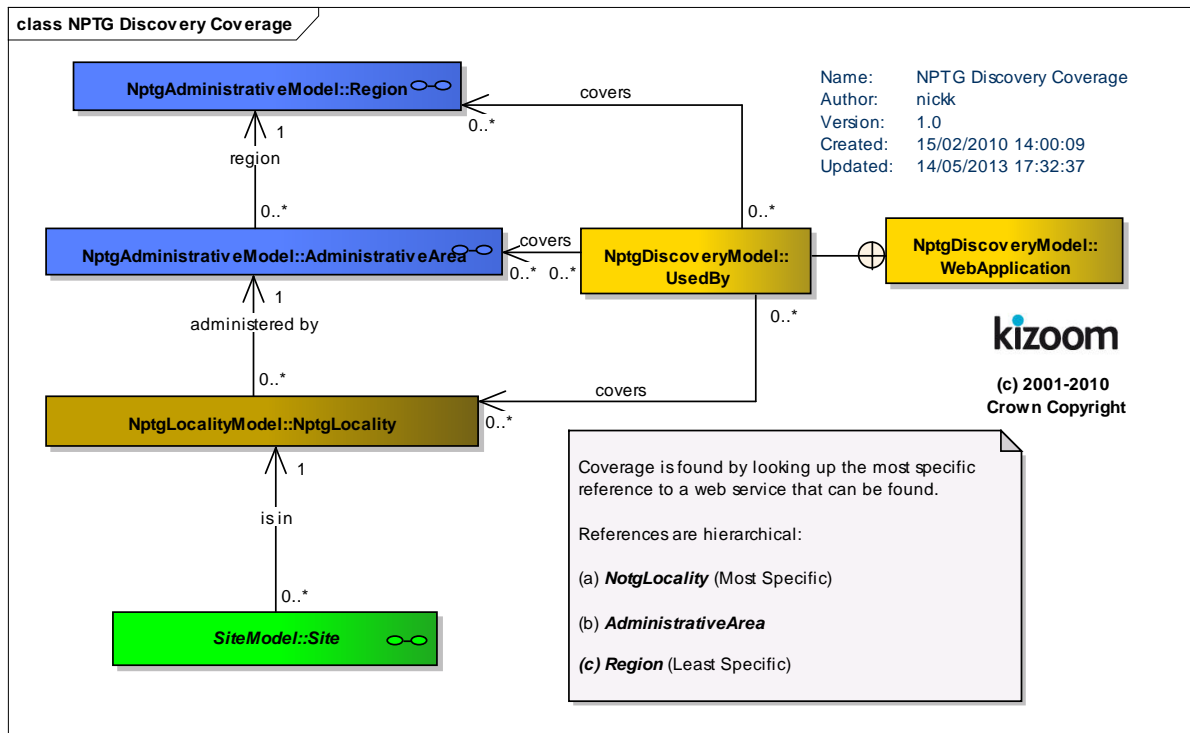 class NPTG Discovery Coverage
NptgAdministrativeModel::Region
covers
0..*
1
region
0..*
0..*
Name: NPTG Discovery Coverage
Author: nickk
Version: 1.0
Created: 15/02/2010 14:00:09
Updated: 14/05/2013 17:32:37
NptgAdministrativeModel::AdministrativeArea
covers
0..*
0..*
NptgDiscoveryModel::
UsedBy
NptgDiscoveryModel::
WebApplication
1
administered by
0..*
0..*
covers
0..*
NptgLocalityModel::NptgLocality
kizoom
(c) 2001-2010
Crown Copyright
1
is in
0..*
SiteModel::Site
Coverage is found by looking up the most specific
reference to a web service that can be found.
References are hierarchical:
(a) NotgLocality (Most Specific)
(b) AdministrativeArea
(c) Region (Least Specific)